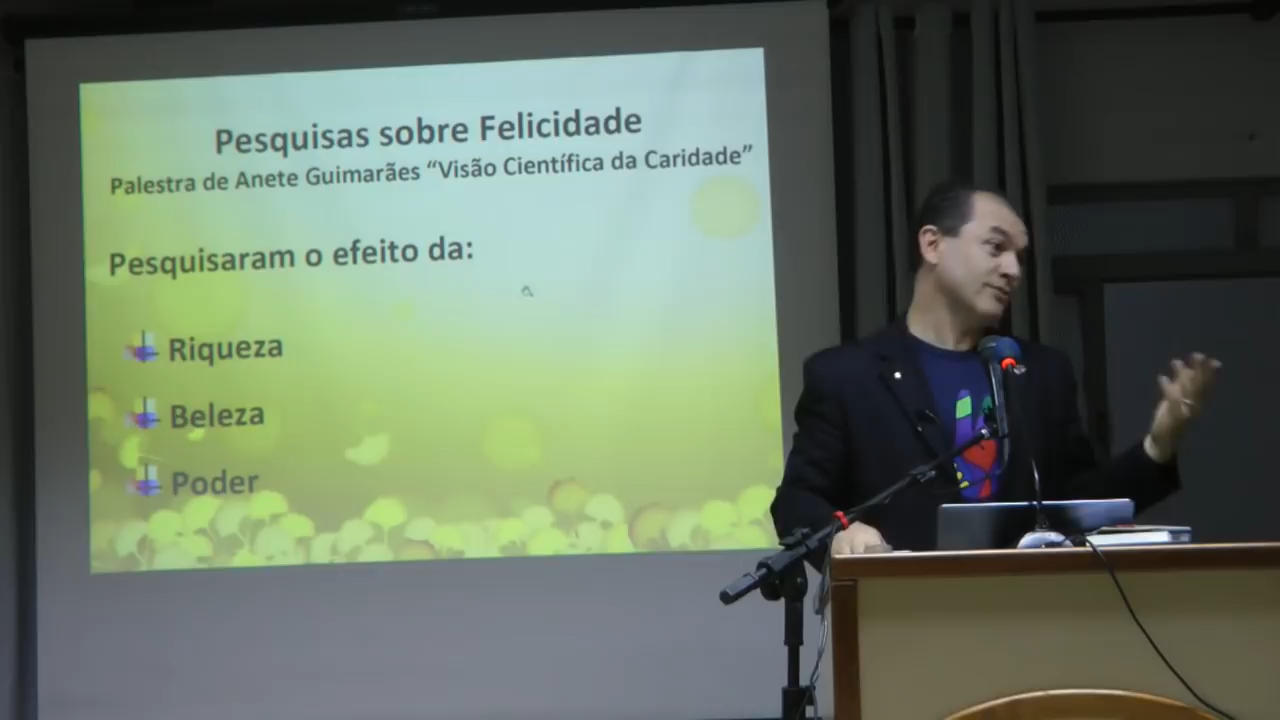 Pesquisas sobre Felicidade
Palestra de Anete Guimarães “Visão Científica da Caridade”
Pesquisaram o efeito da:
Riqueza
Beleza
Poder